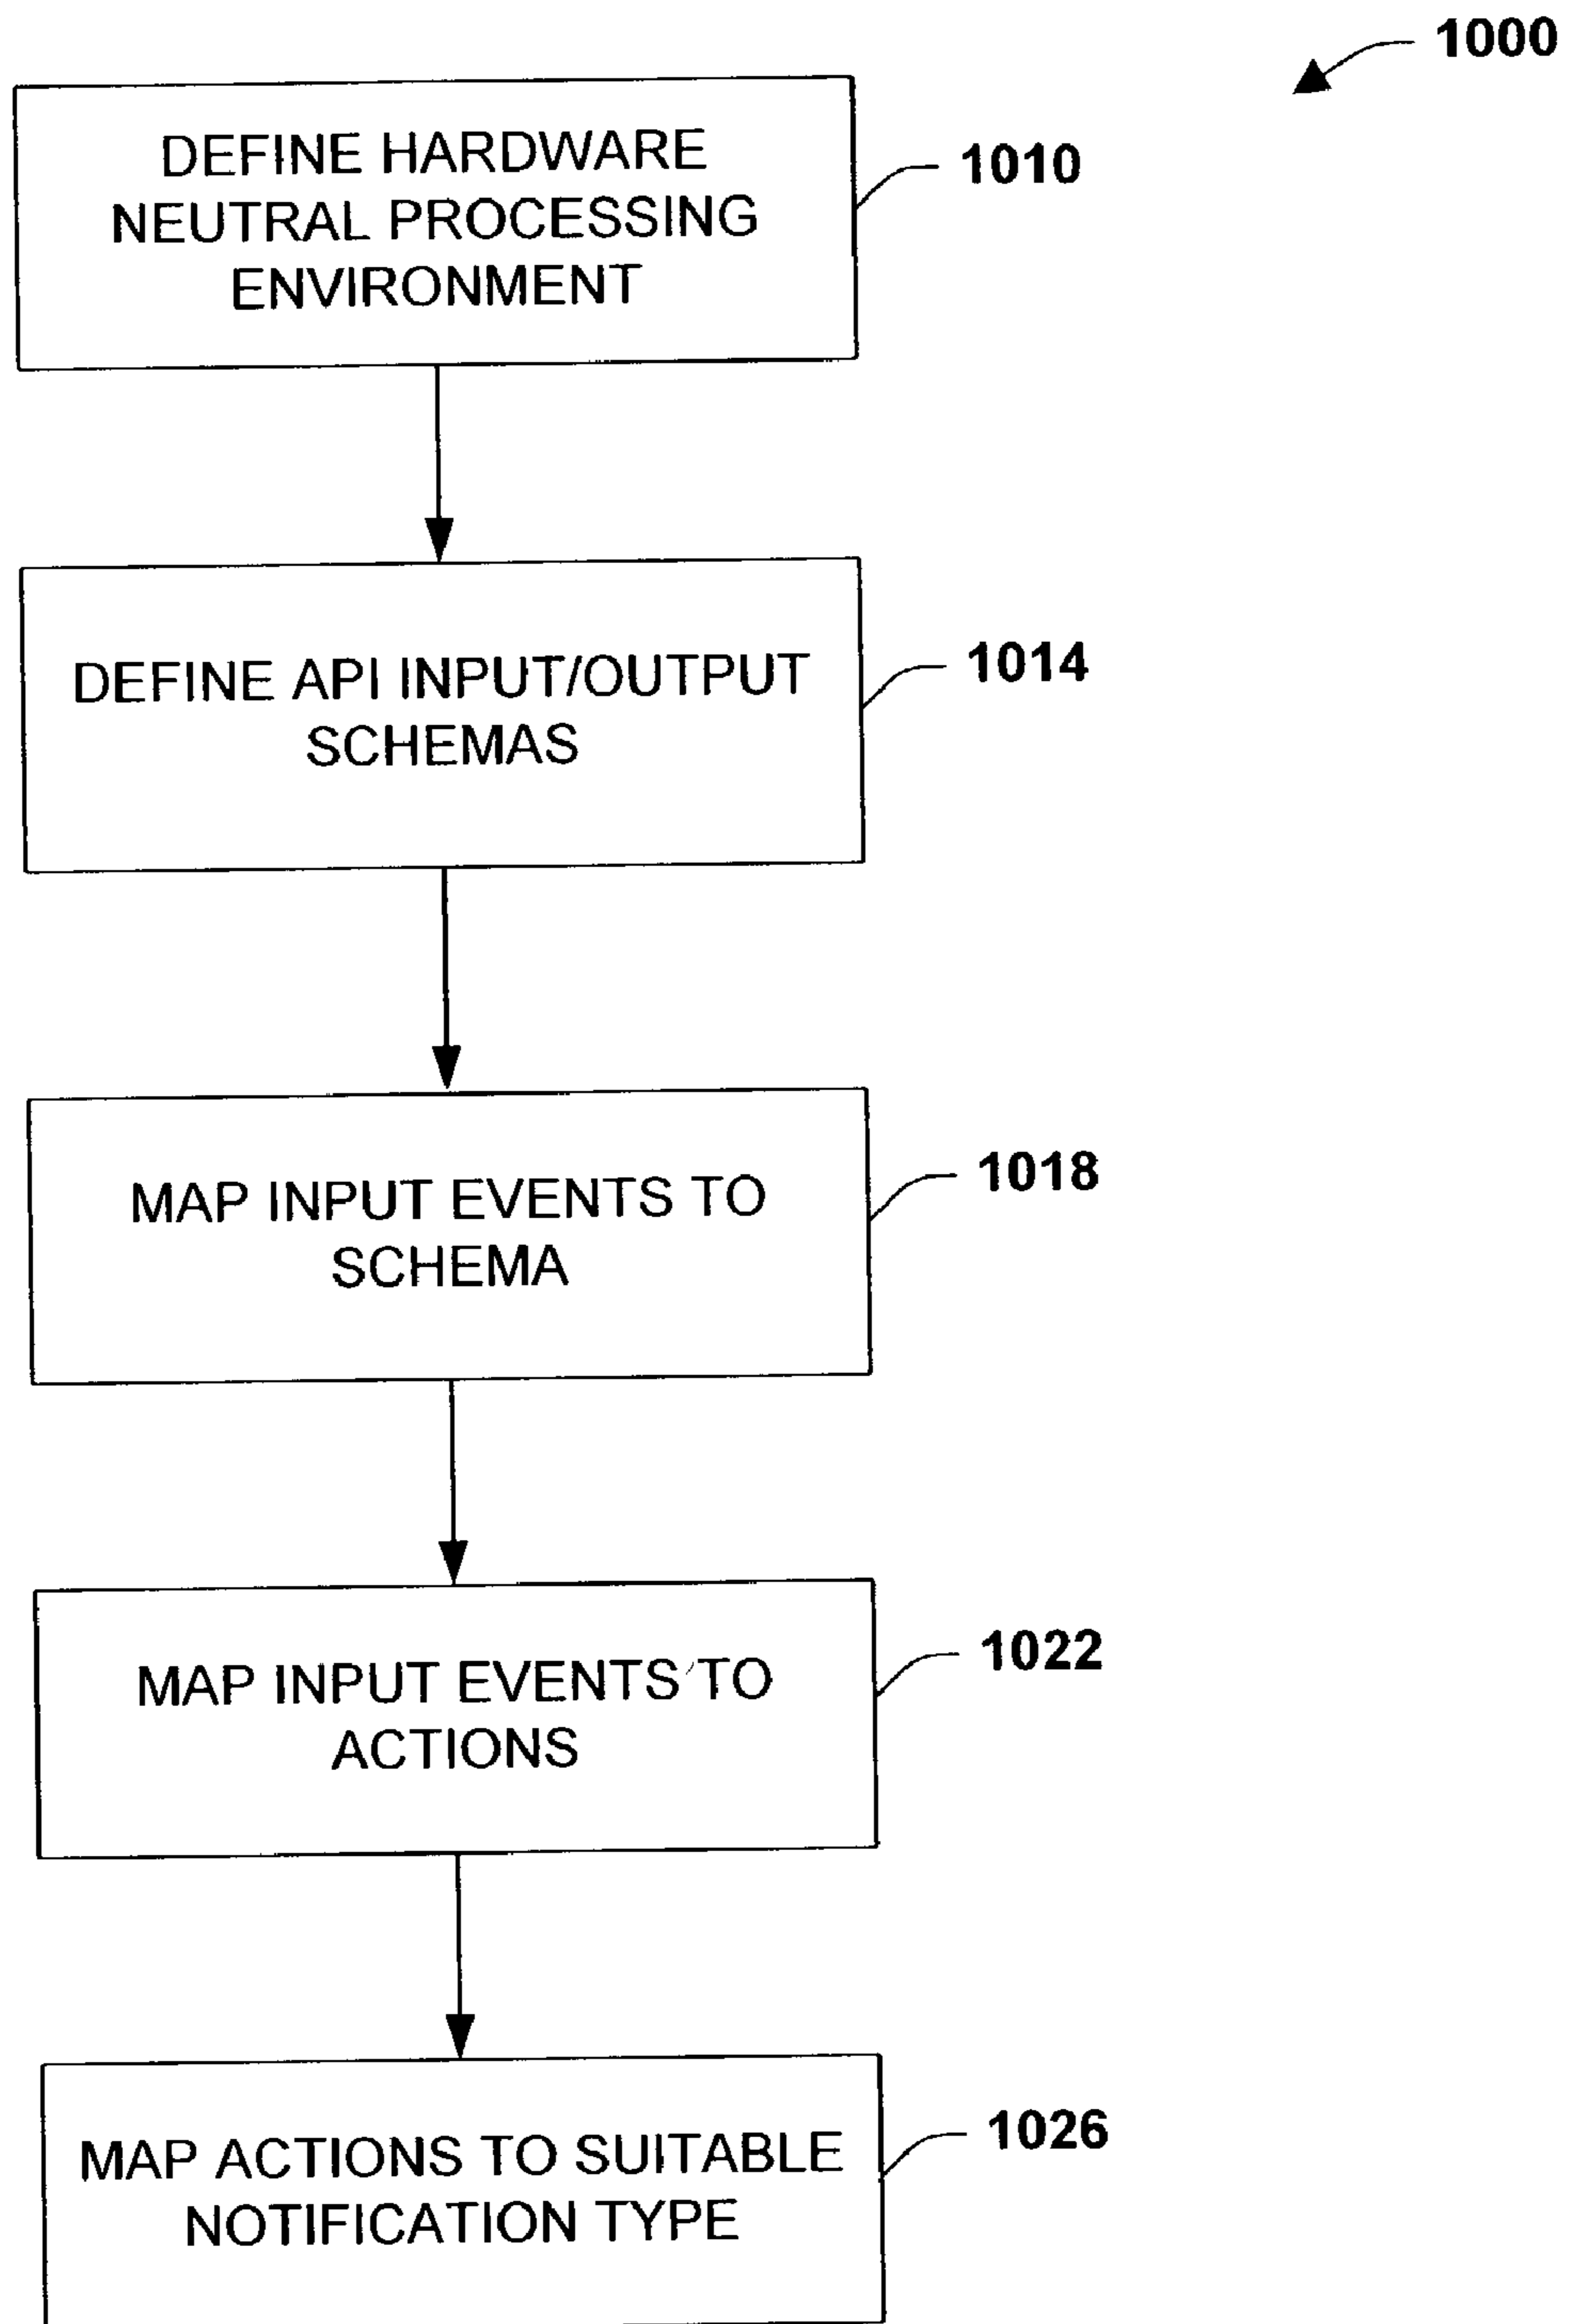 1000
DEFINE HARDWARE
NEUTRAL PROCESSING
ENVIRONMENT
1010
DEFINE API INPUT/OUTPUT
SCHEMAS
1014
MAP INPUT EVENTS TO
SCHEMA
1018
MAP INPUT EVENTS TO
ACTIONS
1022
MAP ACTIONS TO SUITABLE
NOTIFICATION TYPE
1026